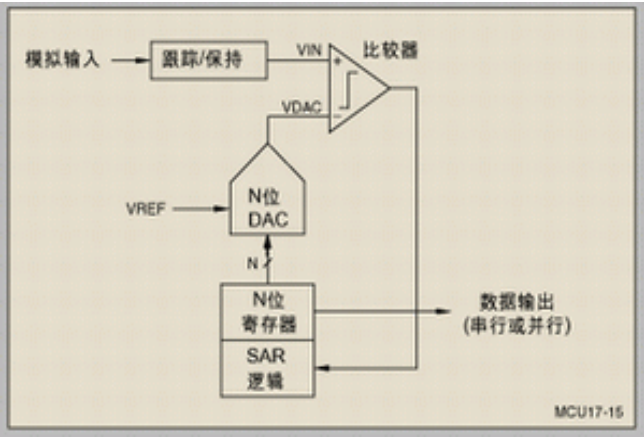 模拟输入
跟踪/保持
VIN
比较器
+
VDAC
-
VREF
N位
DAC
N
N位
寄存器
数据输出
(串行或并行)
SAR
逻辑
MCU17-15